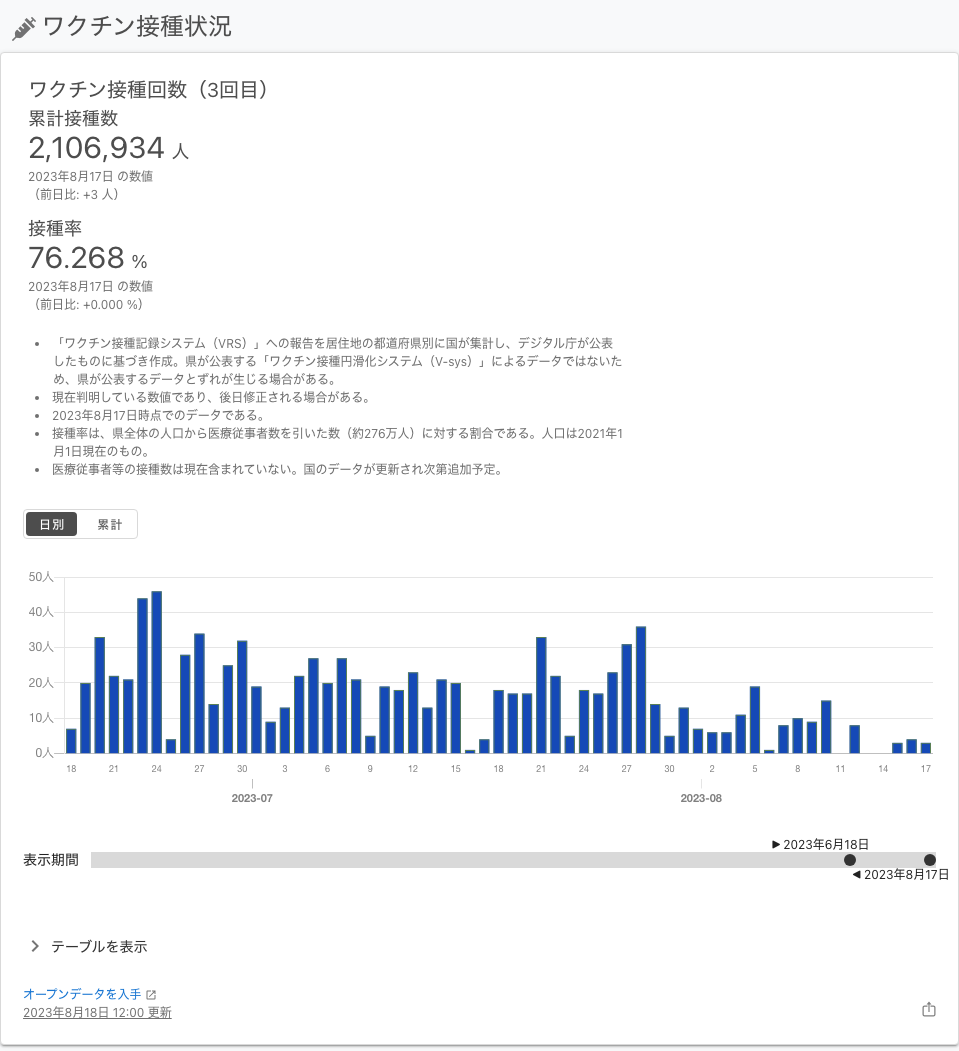 ワクチン接種状況
ワクチン接種回数（3回目）
累計接種数
2,106,934 人
2023年8月17日 の数値
（前日比: +3 人）
接種率
76.268 %
2023年8月17日 の数値
（前日比: +0.000 %）
「ワクチン接種記録システム（VRS）」への報告を居住地の都道府県別に国が集計し、デジタル庁が公表
したものに基づき作成。県が公表する「ワクチン接種円滑化システム（V-sys）」によるデータではないた
め、県が公表するデータとずれが生じる場合がある。
現在判明している数値であり、後日修正される場合がある。
2023年8月17日時点でのデータである。
接種率は、県全体の人口から医療従事者数を引いた数（約276万人）に対する割合である。人口は2021年1
月1日現在のもの。
医療従事者等の接種数は現在含まれていない。国のデータが更新され次第追加予定。
日別 累計
50人
40人
30人
20人
10人
0人
18 21 24 27 30 3 6 9 12 15 18 21 24 27 30 2 5 8 11 14 17
2023-07 2023-08
▶ 2023年6月18日
表示期間
◀ 2023年8月17日
テーブルを表示
オープンデータを入手
2023年8月18日 12:00 更新